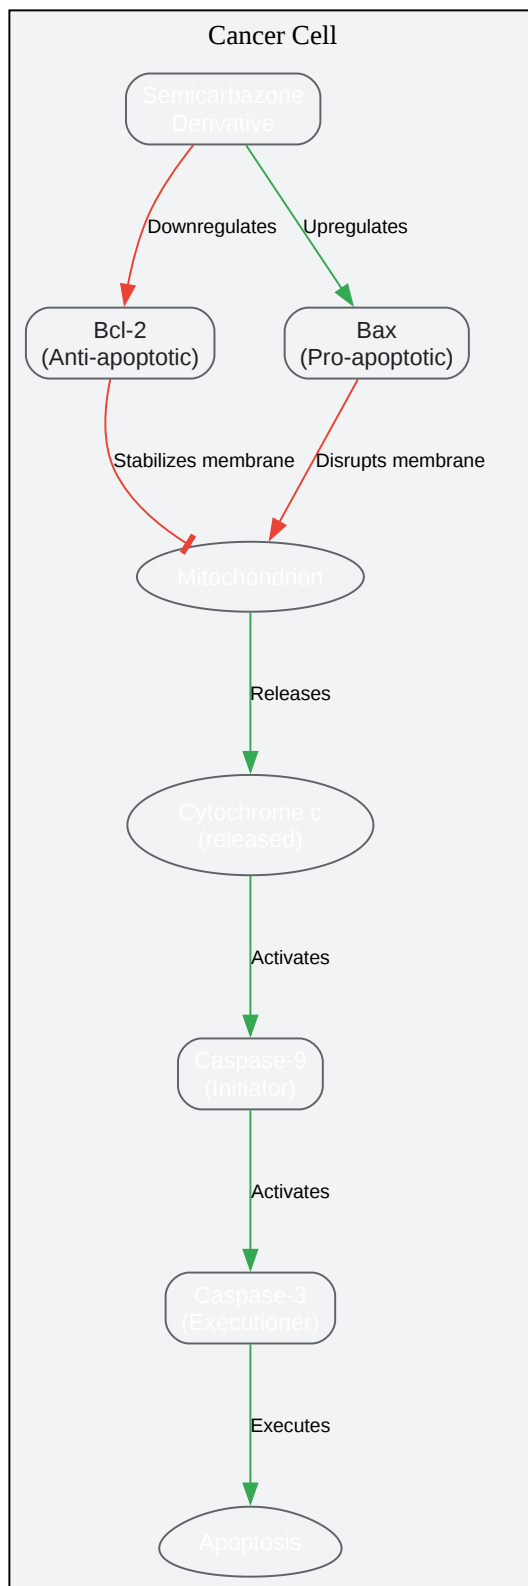 Cancer Cell
Semicarbazone
Derivative
Downregulates
Upregulates
Bcl-2
(Anti-apoptotic)
Bax
(Pro-apoptotic)
Stabilizes membrane
Disrupts membrane
Mitochondrion
Releases
Cytochrome c
(released)
Activates
Caspase-9
(Initiator)
Activates
Caspase-3
(Executioner)
Executes
Apoptosis